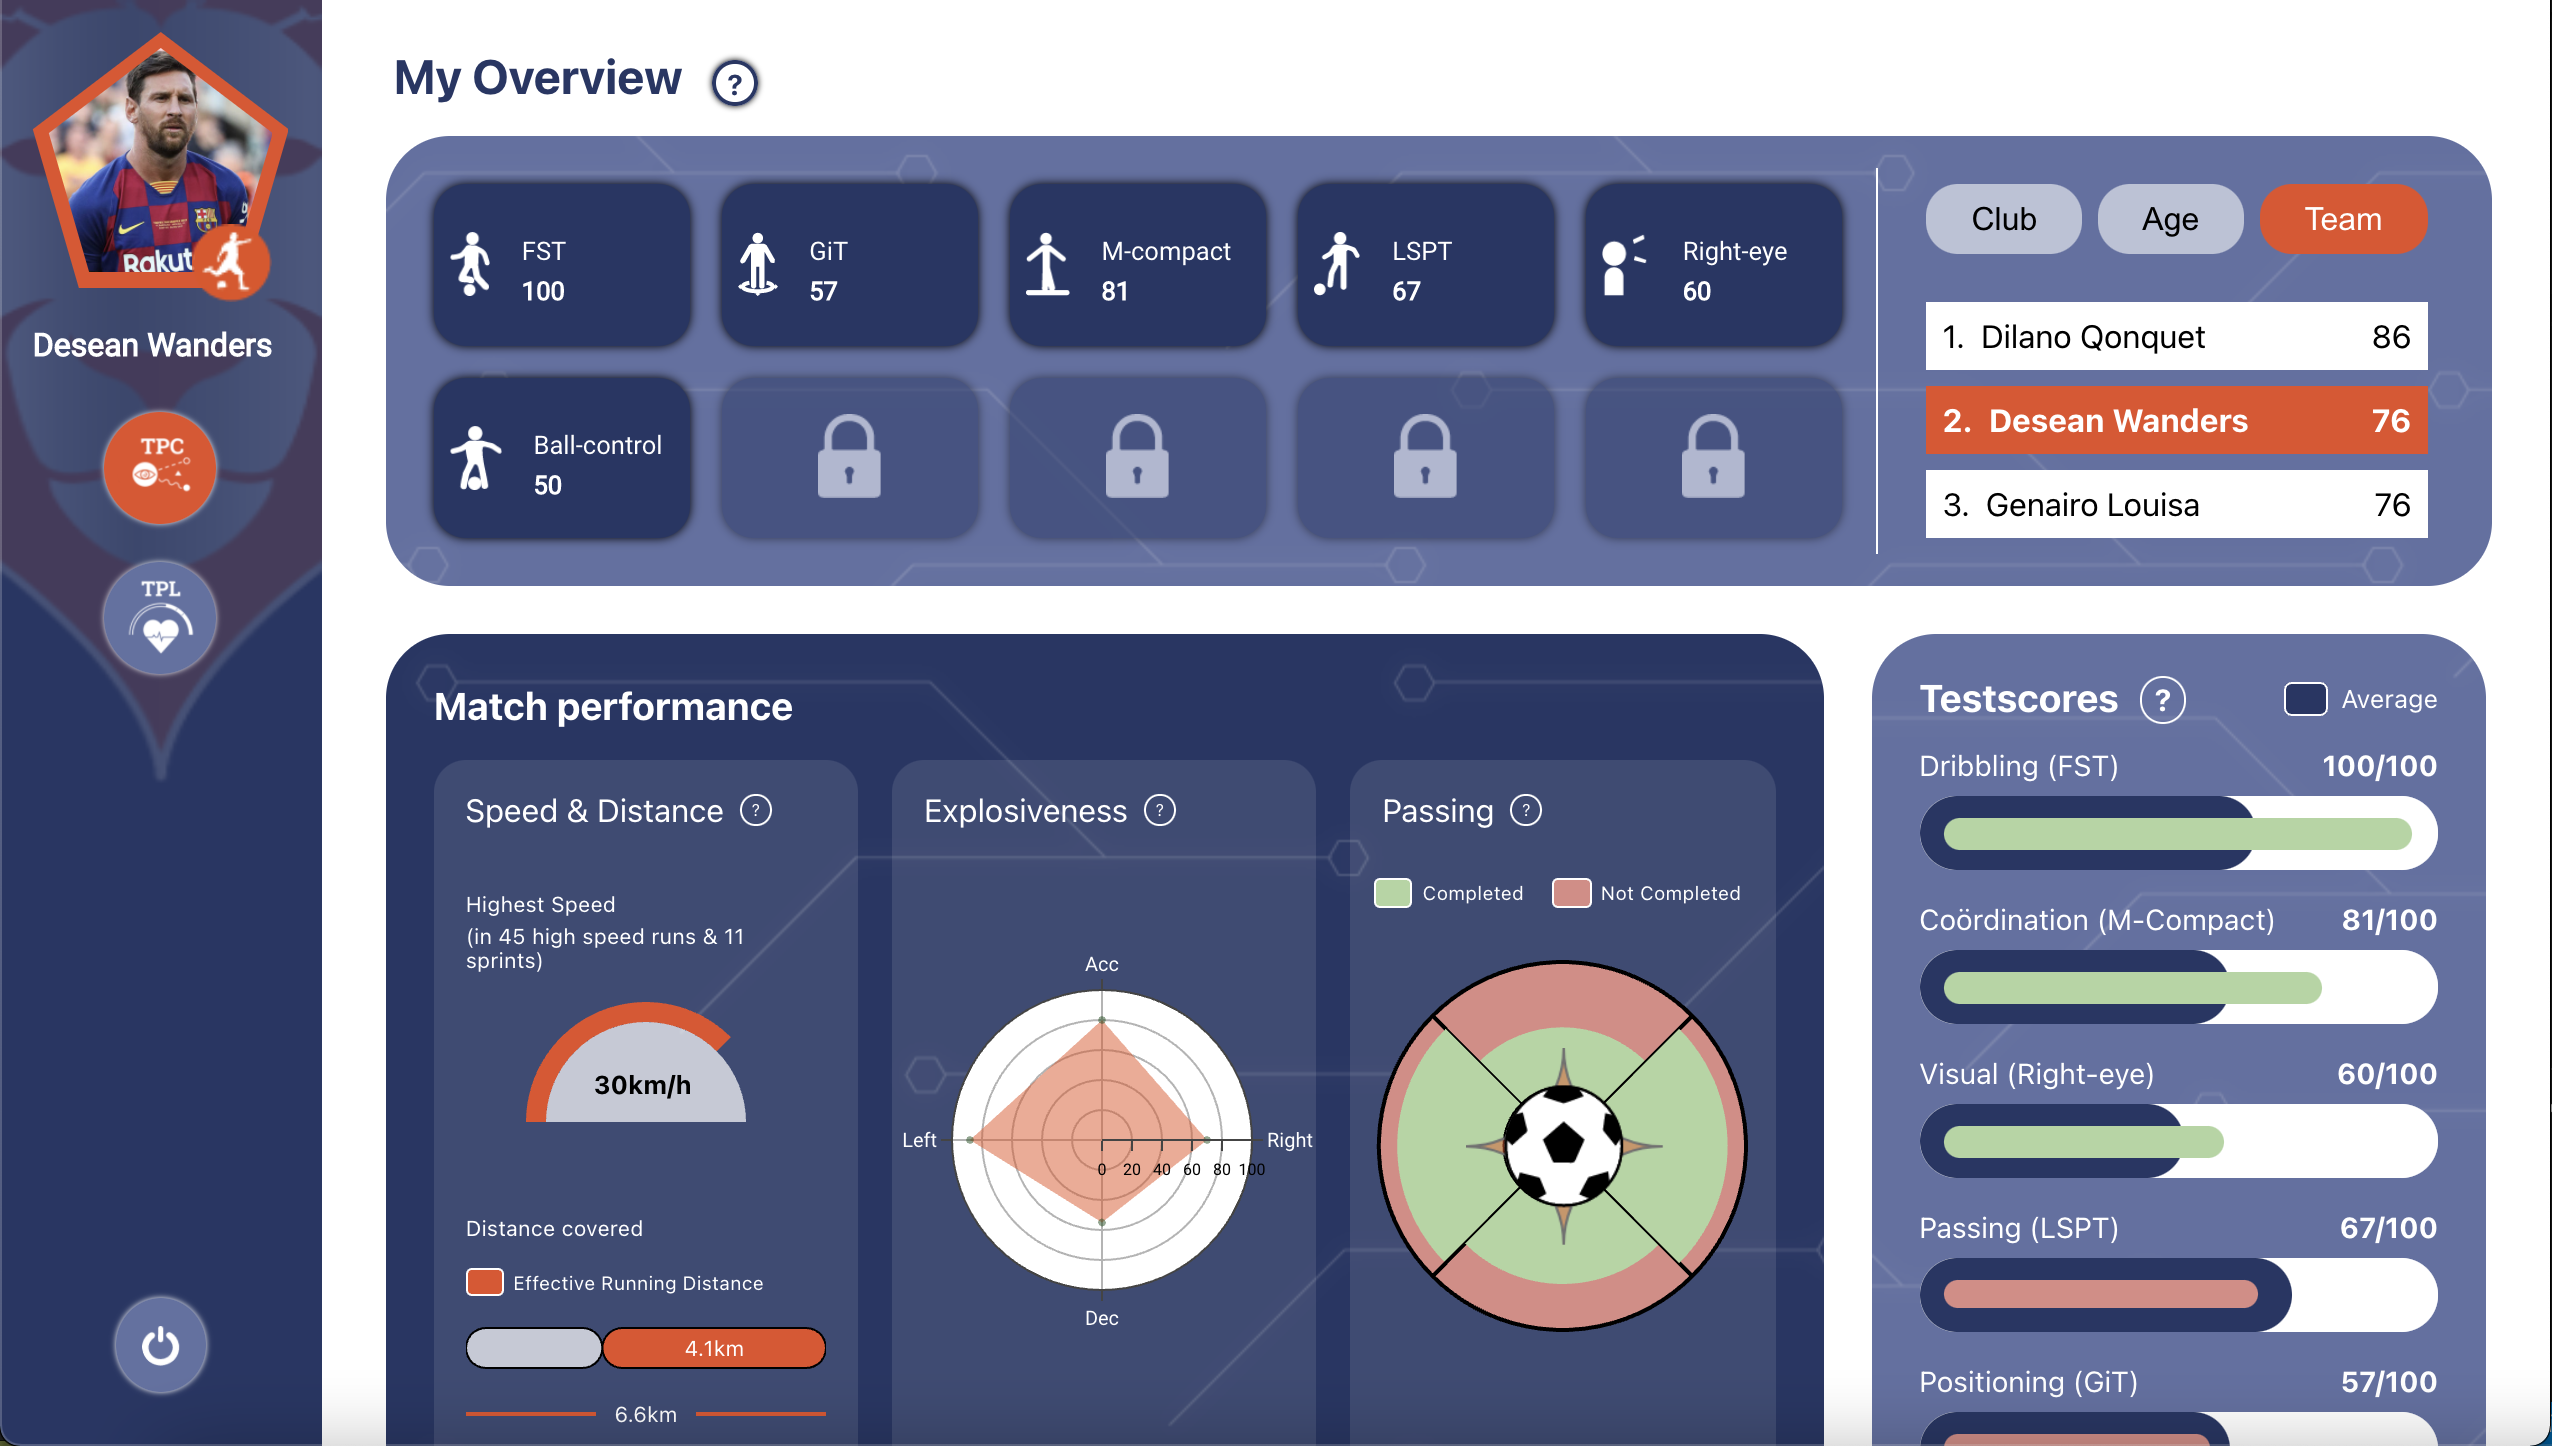 My Overview ?
Rakut
Desean Wanders
TPC
TPL
FST
100
GiT
57
M-compact
81
LSPT
67
Right-eye
60
Ball-control
50
Club Age Team
1. Dilano Qonquet 86
2. Desean Wanders 76
3. Genairo Louisa 76
Match performance
Speed & Distance ?
Highest Speed
(in 45 high speed runs & 11
sprints)
30km/h
Distance covered
Effective Running Distance
4.1km
6.6km
Explosiveness ?
Acc
Left
Right
0 20 40 60 80 100
Dec
Passing ?
Completed Not Completed
Testscores ? Average
Dribbling (FST) 100/100
Coördination (M-Compact) 81/100
Visual (Right-eye) 60/100
Passing (LSPT) 67/100
Positioning (GiT) 57/100